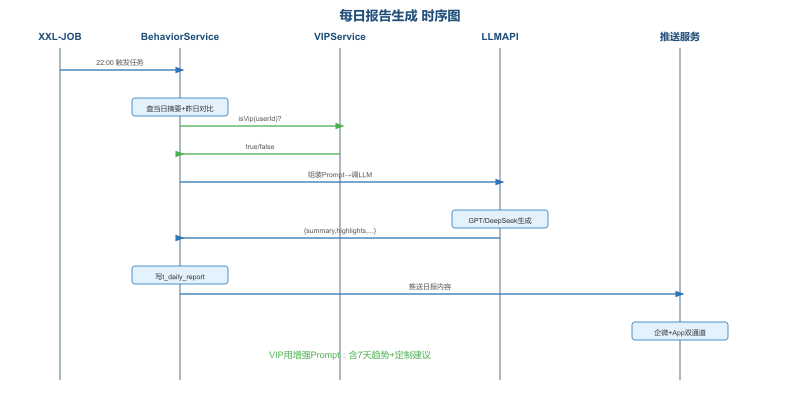 每日报告生成 时序图
XXL-JOB
BehaviorService
VIPService
LLMAPI
推送服务
22:00 触发任务
查当日摘要+昨日对比
isVip(userId)?
true/false
组装Prompt→调LLM
GPT/DeepSeek生成
{summary,highlights,...}
写t_daily_report
推送日报内容
企微+App双通道
VIP用增强Prompt：含7天趋势+定制建议